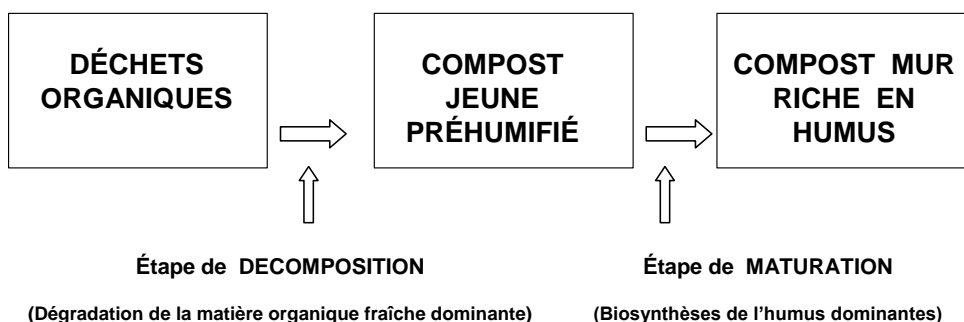 DÉCHETS
ORGANIQUES
COMPOST
JEUNE
PRÉHUMIFIÉ
COMPOST MUR
RICHE EN
HUMUS
Étape de DECOMPOSITION
(Dégradation de la matière organique fraîche dominante)
Étape de MATURATION
(Biosynthèses de l'humus dominantes)